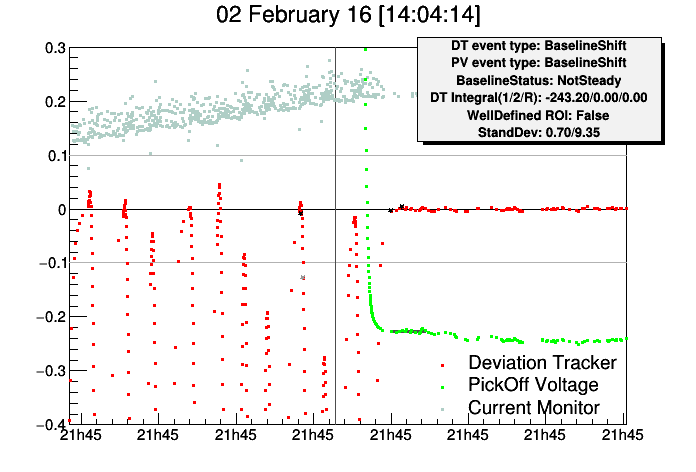 02 February 16 [14:04:14]
DT event type: BaselineShift
PV event type: BaselineShift
BaselineStatus: NotSteady
DT Integral(1/2/R): -243.20/0.00/0.00
WellDefined ROI: False
StandDev: 0.70/9.35
0.3
0.2
0.1
0
−0.1
−0.2
−0.3
−0.4
Deviation Tracker
PickOff Voltage
Current Monitor
21h45 21h45 21h45 21h45 21h45 21h45 21h45 21h45